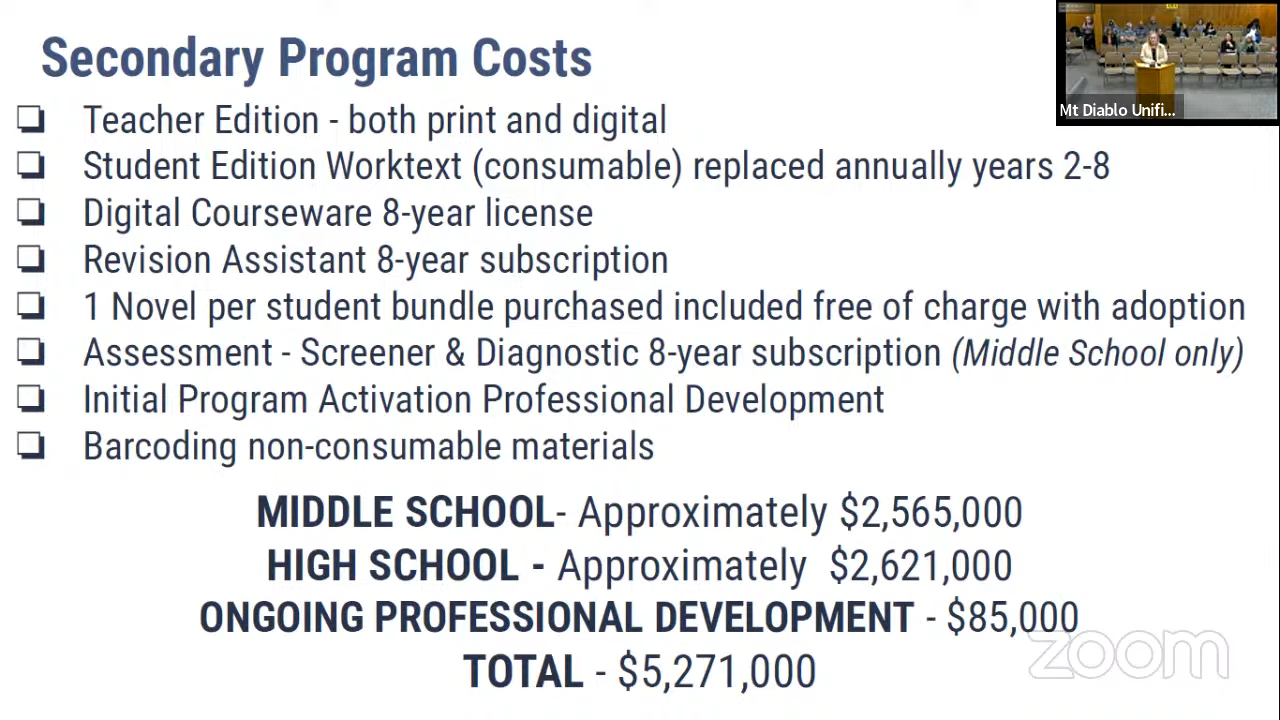 Secondary Program Costs
Mt Diablo Unifi...
❏ Teacher Edition - both print and digital
❏ Student Edition Worktext (consumable) replaced annually years 2-8
❏ Digital Courseware 8-year license
❏ Revision Assistant 8-year subscription
❏ 1 Novel per student bundle purchased included free of charge with adoption
❏ Assessment - Screener & Diagnostic 8-year subscription (Middle School only)
❏ Initial Program Activation Professional Development
❏ Barcoding non-consumable materials
MIDDLE SCHOOL- Approximately $2,565,000
HIGH SCHOOL - Approximately $2,621,000
ONGOING PROFESSIONAL DEVELOPMENT - $85,000
TOTAL - $5,271,000
zoom